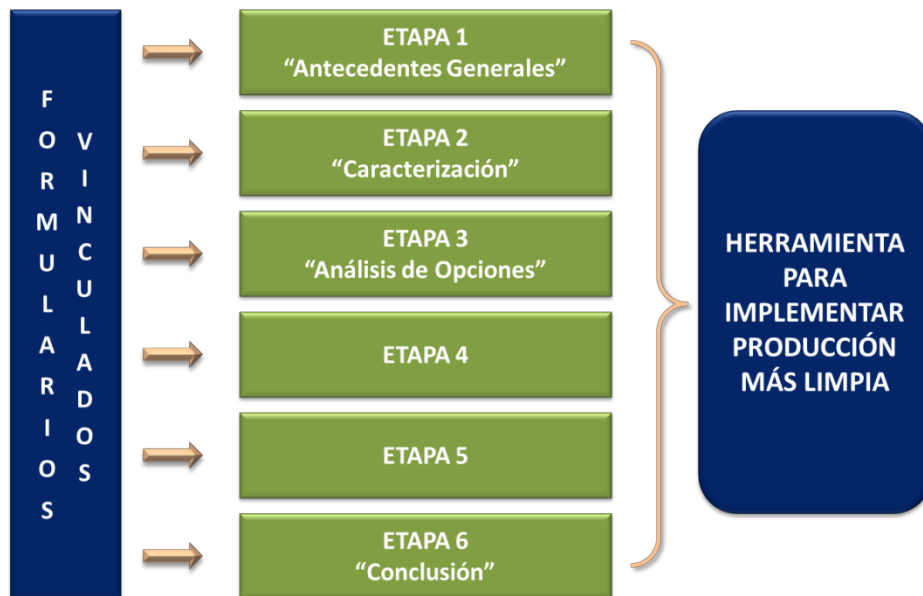 FORMULARIOS
VINCULADOS
ETAPA 1
“Antecedentes Generales”
ETAPA 2
“Caracterización”
ETAPA 3
“Análisis de Opciones”
ETAPA 4
ETAPA 5
ETAPA 6
“Conclusión”
HERRAMIENTA
PARA
IMPLEMENTAR
PRODUCCIÓN
MÁS LIMPIA